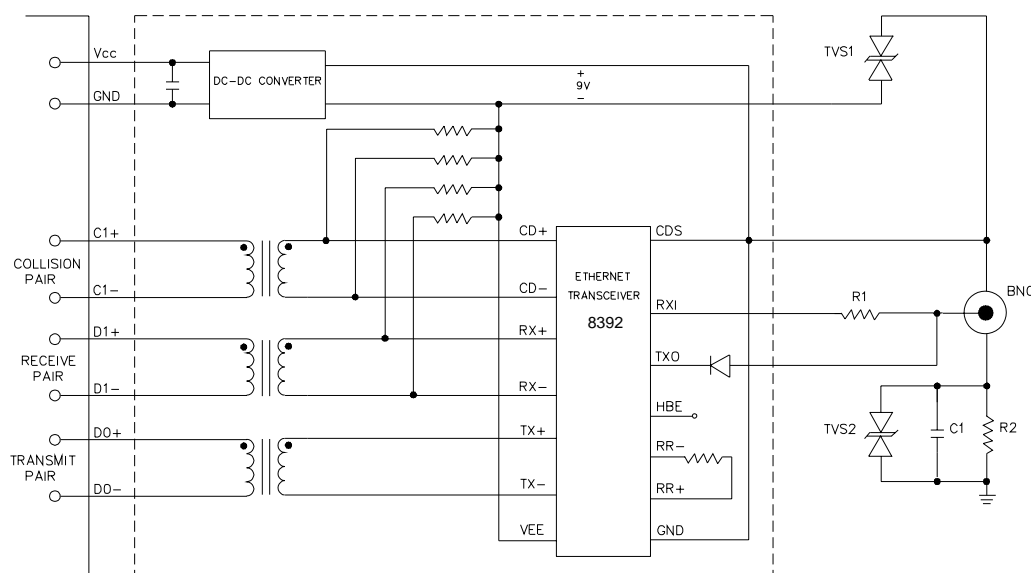 Vcc
GND
DC-DC CONVERTER
+
9V
-
TVS1
C1+
COLLISION
PAIR
C1-
D1+
RECEIVE
PAIR
D1-
DO+
TRANSMIT
PAIR
DO-
CD+
CD-
RX+
RX-
TX+
TX-
VEE
ETHERNET
TRANSCEIVER
8392
CDS
RXI
TXO
HBE
RR-
RR+
GND
R1
BNC
TVS2
C1
R2